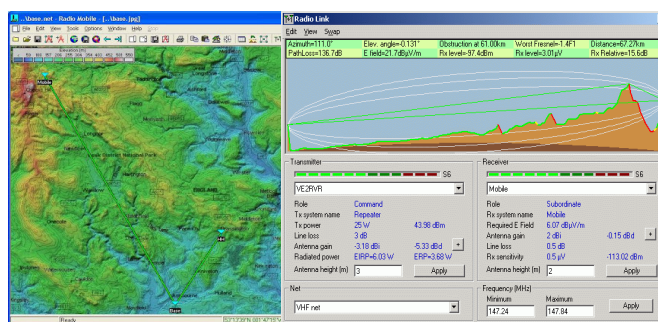 ..\base.net - Radio Mobile - [..\base.jpg]
File Edit View Tools Options Window Help
Elevation (m)
Mobile
Longnor
ENGLAND
Base
Ready
Radio Link
Edit View Swap
Azimuth=111.0° Elev. angle=-0.131° Obstruction at 61.00km Worst Fresnel=-1.4F1 Distance=67.27km
PathLoss=136.7dB E field=21.7dBµV/m Rx level=-97.4dBm Rx level=3.01µV Rx Relative=15.6dB
Transmitter
S6
VE2RVR
Role Command
Tx system name Repeater
Tx power 25 W 43.98 dBm
Line loss 3 dB
Antenna gain -3.18 dBi -5.33 dBd +
Radiated power EIRP=6.03 W ERP=3.68 W
Antenna height (m) 3 Apply
Net
VHF net
Receiver
S6
Mobile
Role Subordinate
Rx system name Mobile
Required E Field 6.07 dBµV/m
Antenna gain 2 dBi -0.15 dBd +
Line loss 0.5 dB
Rx sensitivity 0.5 µV -113.02 dBm
Antenna height (m) 2 Apply
Frequency (MHz)
Minimum Maximum
147.24 147.84 Apply